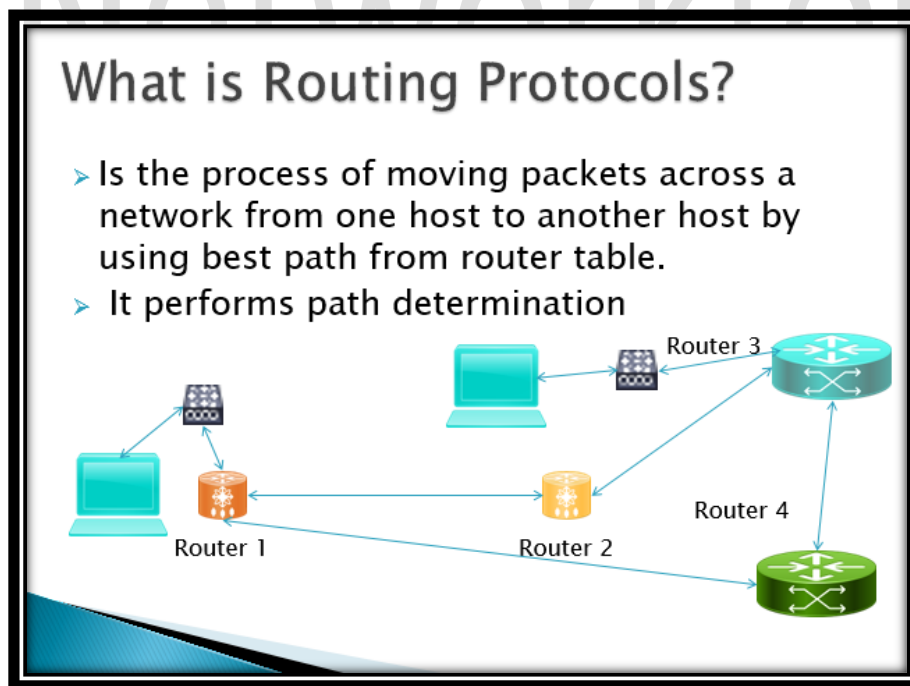 What is Routing Protocols?
➢ Is the process of moving packets across a
network from one host to another host by
using best path from router table.
➢ It performs path determination
Router 3
Router 4
Router 1
Router 2